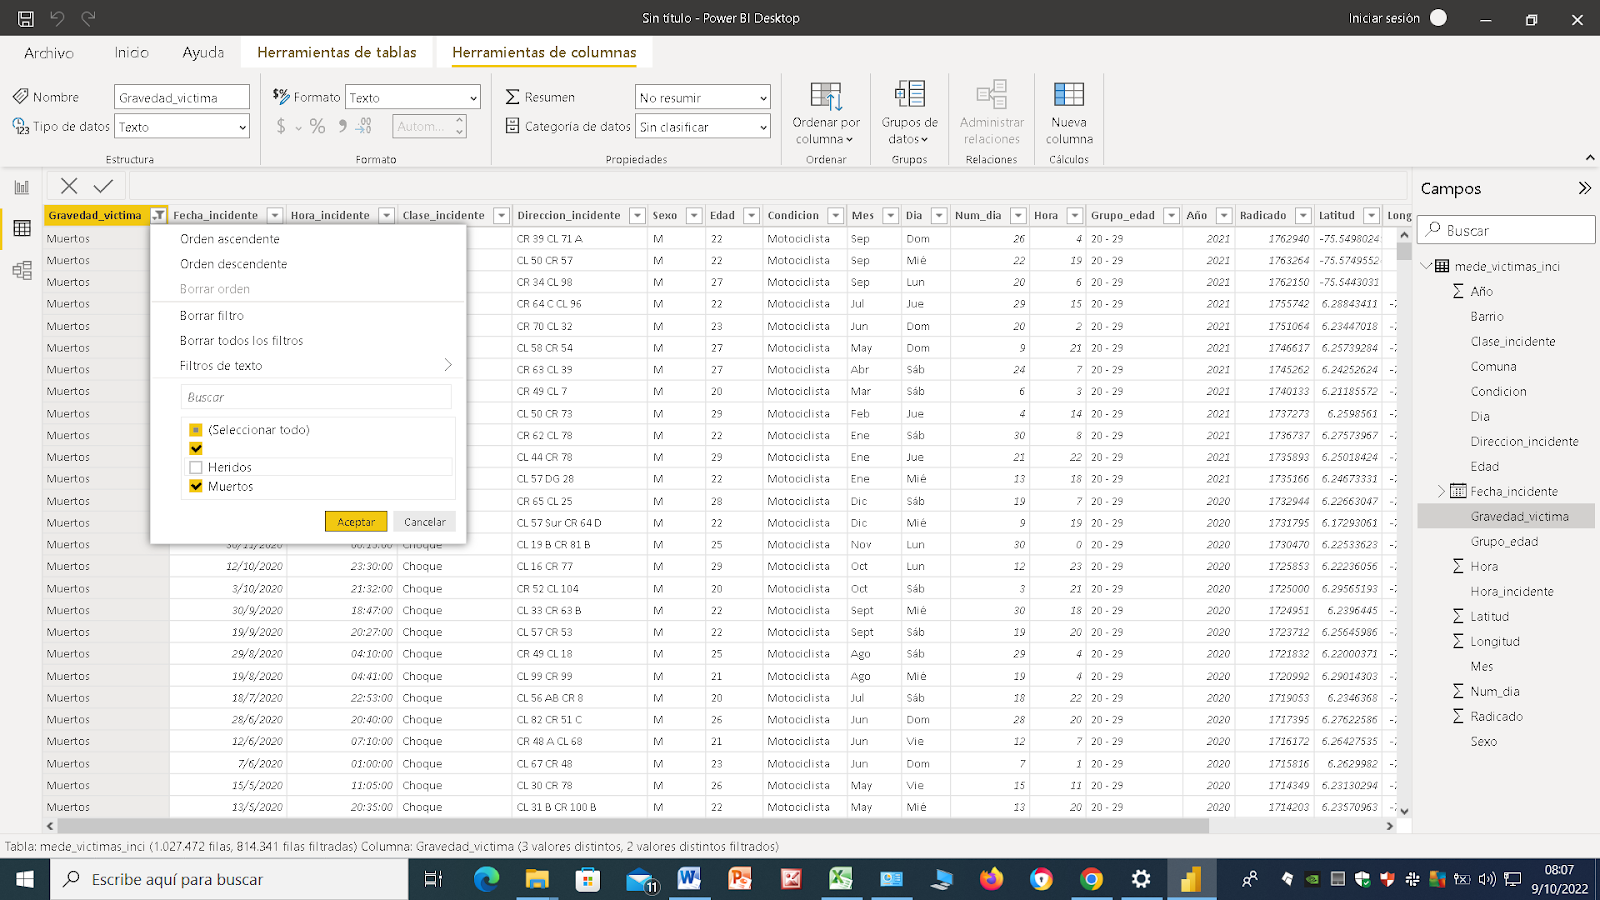 Sin título - Power BI Desktop
Iniciar sesión
Archivo Inicio Ayuda Herramientas de tablas Herramientas de columnas
Nombre Gravedad_victima
Tipo de datos Texto
Estructura
Formato Texto
$ % 9 Autom...
Formato
Resumen No resumir
Categoría de datos Sin clasificar
Propiedades
Ordenar por columna
Ordenar
Grupos de datos
Grupos
Administrar relaciones
Relaciones
Nueva columna
Cálculos
Gravedad_victima Fecha_incidente Hora_incidente Clase_incidente Direccion_incidente Sexo Edad Condicion Mes Dia Num_dia Hora Grupo_edad Año Radicado Latitud Long
Muertos CR 39 CL 71 A M 22 Motociclista Sep Dom 26 4 20 - 29 2021 1762940 -75.5498024
Muertos CL 50 CR 57 M 22 Motociclista Sep Mié 22 19 20 - 29 2021 1763264 -75.5749552
Muertos CR 34 CL 98 M 27 Motociclista Sep Lun 20 6 20 - 29 2021 1762150 -75.5443031
Muertos CR 64 C CL 96 M 22 Motociclista Jul Jue 29 15 20 - 29 2021 1755742 6.28843411 -7
Muertos CR 70 CL 32 M 23 Motociclista Jun Dom 20 2 20 - 29 2021 1751064 6.23447018 -7
Muertos CL 58 CR 54 M 27 Motociclista May Dom 9 21 20 - 29 2021 1746617 6.25739284 -7
Muertos CR 63 CL 39 M 27 Motociclista Abr Sáb 24 7 20 - 29 2021 1745262 6.24252624 -7
Muertos CR 49 CL 7 M 20 Motociclista Mar Sáb 6 3 20 - 29 2021 1740133 6.21185572 -7
Muertos CL 50 CR 73 M 29 Motociclista Feb Jue 4 14 20 - 29 2021 1737273 6.2598561 -7
Muertos CR 62 CL 78 M 22 Motociclista Ene Sáb 30 8 20 - 29 2021 1736737 6.27573967 -7
Muertos CL 44 CR 78 M 29 Motociclista Ene Jue 21 22 20 - 29 2021 1735893 6.25018424 -7
Muertos CL 57 DG 28 M 21 Motociclista Ene Mié 13 18 20 - 29 2021 1735166 6.24673331 -7
Muertos CR 65 CL 25 M 28 Motociclista Dic Sáb 19 7 20 - 29 2020 1732944 6.22663047 -7
Muertos CL 57 Sur CR 64 D M 22 Motociclista Dic Mié 9 19 20 - 29 2020 1731795 6.17293061 -7
Muertos 30/11/2020 00:15:00 Choque CL 19 B CR 81 B M 25 Motociclista Nov Lun 30 0 20 - 29 2020 1730470 6.22533623 -7
Muertos 12/10/2020 23:30:00 Choque CL 16 CR 77 M 29 Motociclista Oct Lun 12 23 20 - 29 2020 1725853 6.22236056 -7
Muertos 3/10/2020 21:32:00 Choque CR 52 CL 104 M 20 Motociclista Oct Sáb 3 21 20 - 29 2020 1725000 6.29565193 -7
Muertos 30/9/2020 18:47:00 Choque CL 33 CR 63 B M 22 Motociclista Sept Mié 30 18 20 - 29 2020 1724951 6.2396445 -7
Muertos 19/9/2020 20:27:00 Choque CL 57 CR 53 M 22 Motociclista Sept Sáb 19 20 20 - 29 2020 1723712 6.25645986 -7
Muertos 29/8/2020 04:10:00 Choque CR 49 CL 18 M 25 Motociclista Ago Sáb 29 4 20 - 29 2020 1721832 6.22000371 -7
Muertos 19/8/2020 04:41:00 Choque CL 99 CR 99 M 21 Motociclista Ago Mié 19 4 20 - 29 2020 1720992 6.29014303 -7
Muertos 18/7/2020 22:53:00 Choque CL 56 AB CR 8 M 20 Motociclista Jul Sáb 18 22 20 - 29 2020 1719053 6.2346368 -7
Muertos 28/6/2020 20:40:00 Choque CL 82 CR 51 C M 26 Motociclista Jun Dom 28 20 20 - 29 2020 1717395 6.27622586 -7
Muertos 12/6/2020 07:10:00 Choque CR 48 A CL 68 M 21 Motociclista Jun Vie 12 7 20 - 29 2020 1716172 6.26427535 -7
Muertos 7/6/2020 01:00:00 Choque CL 67 CR 48 M 23 Motociclista Jun Dom 7 1 20 - 29 2020 1715816 6.2629982 -7
Muertos 15/5/2020 11:05:00 Choque CL 30 CR 78 M 26 Motociclista May Vie 15 11 20 - 29 2020 1714349 6.23130294 -7
Muertos 13/5/2020 20:35:00 Choque CL 31 B CR 100 B M 22 Motociclista May Mié 13 20 20 - 29 2020 1714203 6.23570963 -7
Orden ascendente
Orden descendente
Borrar orden
Borrar filtro
Borrar todos los filtros
Filtros de texto
Buscar
(Seleccionar todo)
Heridos
Muertos
Aceptar Cancelar
Campos
Buscar
mede_victimas_inci
Año
Barrio
Clase_incidente
Comuna
Condicion
Dia
Direccion_incidente
Edad
Fecha_incidente
Gravedad_victima
Grupo_edad
Hora
Hora_incidente
Latitud
Longitud
Mes
Num_dia
Radicado
Sexo
Tabla: mede_victimas_inci (1.027.472 filas, 814.341 filas filtradas) Columna: Gravedad_victima (3 valores distintos, 2 valores distintos filtrados)
Escribe aquí para buscar
11
08:07
9/10/2022